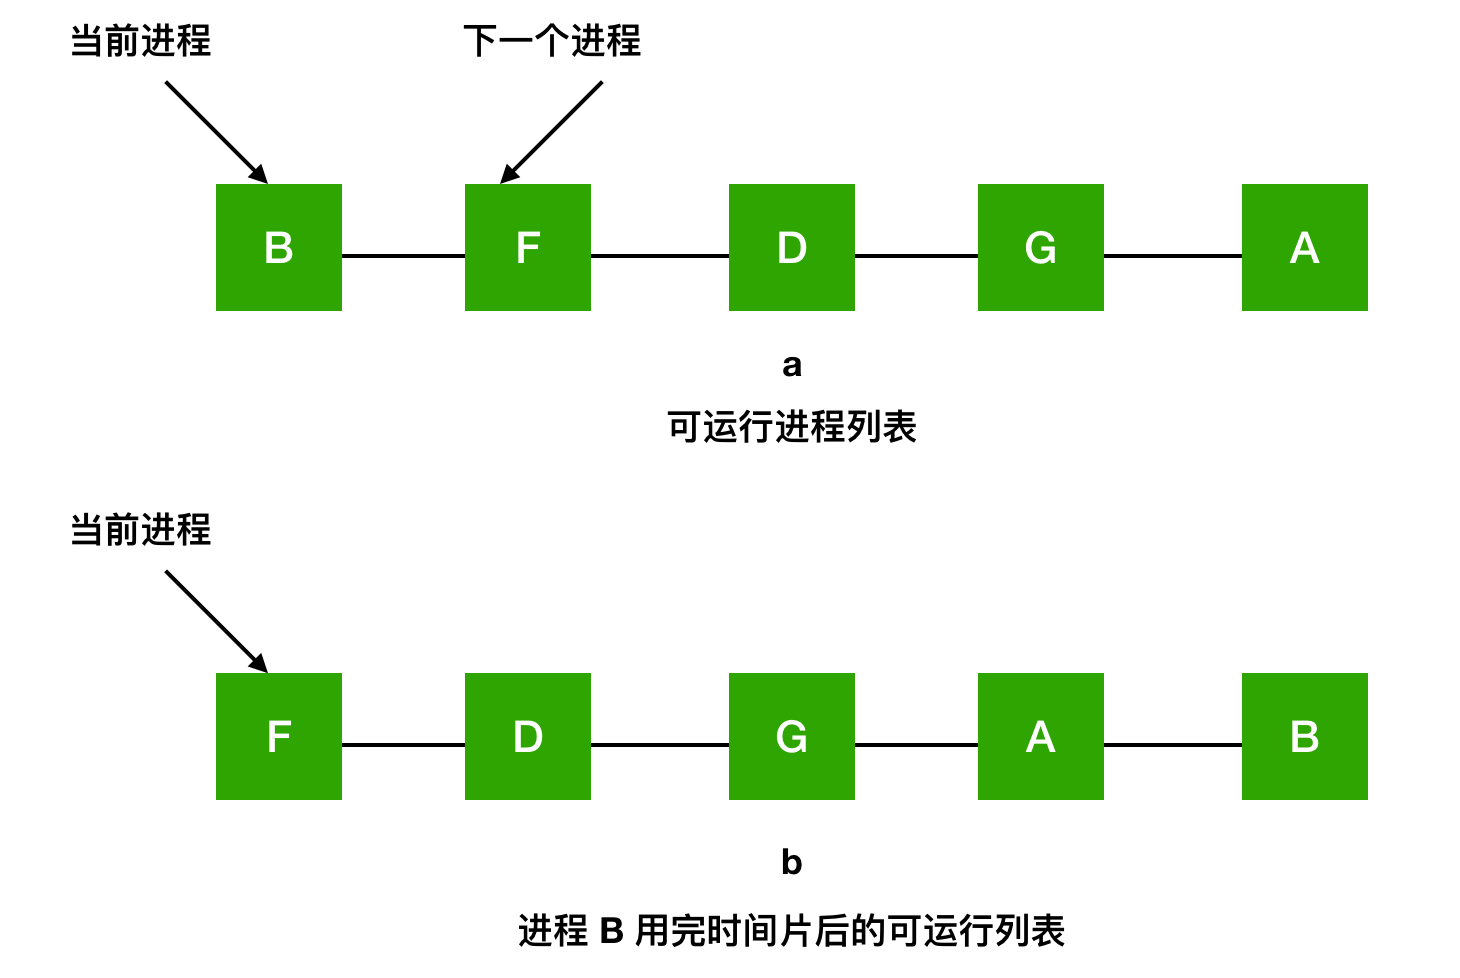 当前进程 下一个进程
B F D G A
a
可运行进程列表
当前进程
F D G A B
b
进程 B 用完时间片后的可运行列表